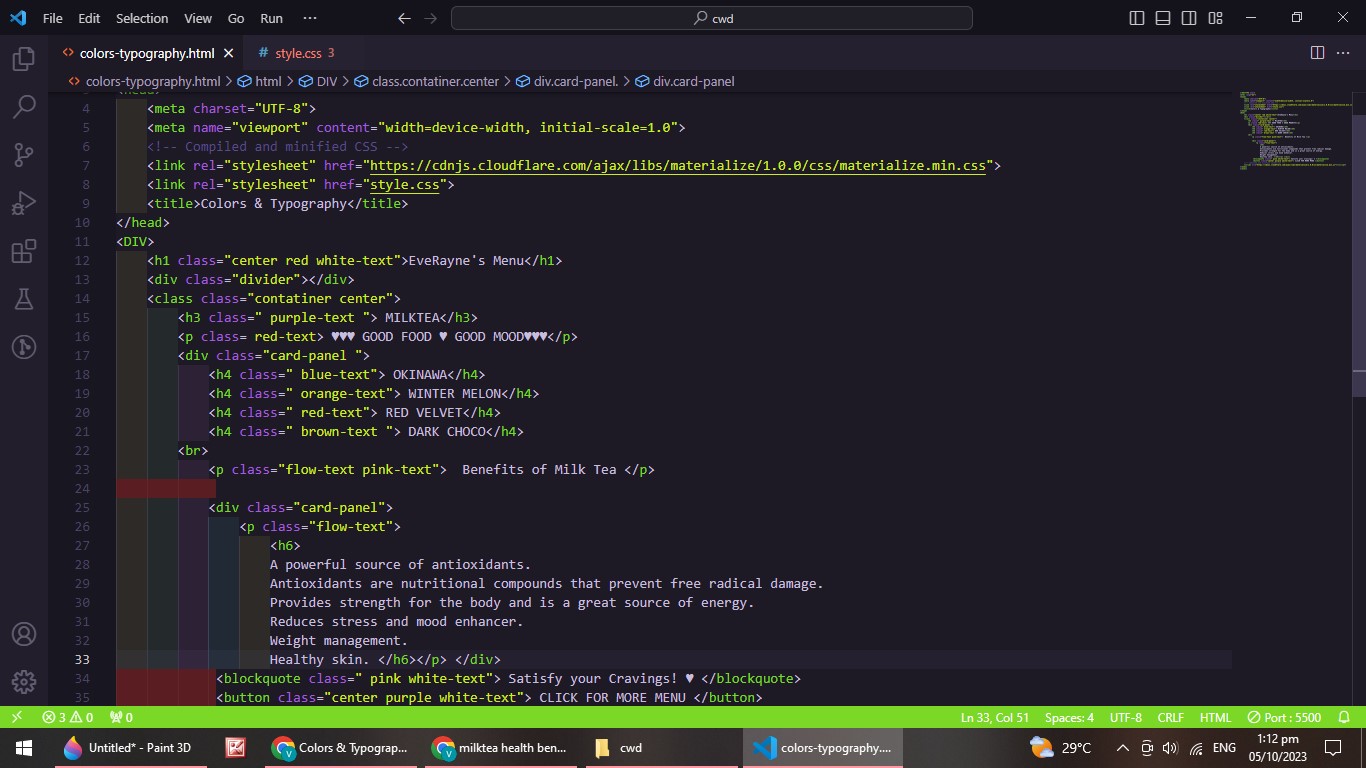 File Edit Selection View Go Run ··· cwd
colors-typography.html style.css 3
colors-typography.html > html > DIV > class.contatiner.center > div.card-panel. > div.card-panel
<head>
4 <meta charset="UTF-8">
5 <meta name="viewport" content="width=device-width, initial-scale=1.0">
6 <!-- Compiled and minified CSS -->
7 <link rel="stylesheet" href="https://cdnjs.cloudflare.com/ajax/libs/materialize/1.0.0/css/materialize.min.css">
8 <link rel="stylesheet" href="style.css">
9 <title>Colors & Typography</title>
10 </head>
11 <DIV>
12 <h1 class="center red white-text">EveRayne's Menu</h1>
13 <div class="divider"></div>
14 <class class="contatiner center">
15 <h3 class=" purple-text "> MILKTEA</h3>
16 <p class= red-text> ♥♥♥ GOOD FOOD ♥ GOOD MOOD♥♥♥</p>
17 <div class="card-panel ">
18 <h4 class=" blue-text"> OKINAWA</h4>
19 <h4 class=" orange-text"> WINTER MELON</h4>
20 <h4 class=" red-text"> RED VELVET</h4>
21 <h4 class=" brown-text "> DARK CHOCO</h4>
22 <br>
23 <p class="flow-text pink-text">  Benefits of Milk Tea </p>
24
25 <div class="card-panel">
26 <p class="flow-text">
27 <h6>
28 A powerful source of antioxidants.
29 Antioxidants are nutritional compounds that prevent free radical damage.
30 Provides strength for the body and is a great source of energy.
31 Reduces stress and mood enhancer.
32 Weight management.
33 Healthy skin. </h6></p> </div>
34 <blockquote class=" pink white-text"> Satisfy your Cravings! ♥ </blockquote>
35 <button class="center purple white-text"> CLICK FOR MORE MENU </button>
3 0 0 Ln 33, Col 51 Spaces: 4 UTF-8 CRLF HTML Port : 5500
Untitled* - Paint 3D Colors & Typograp... milktea health ben... cwd colors-typography.... 29°C ENG 1:12 pm
05/10/2023